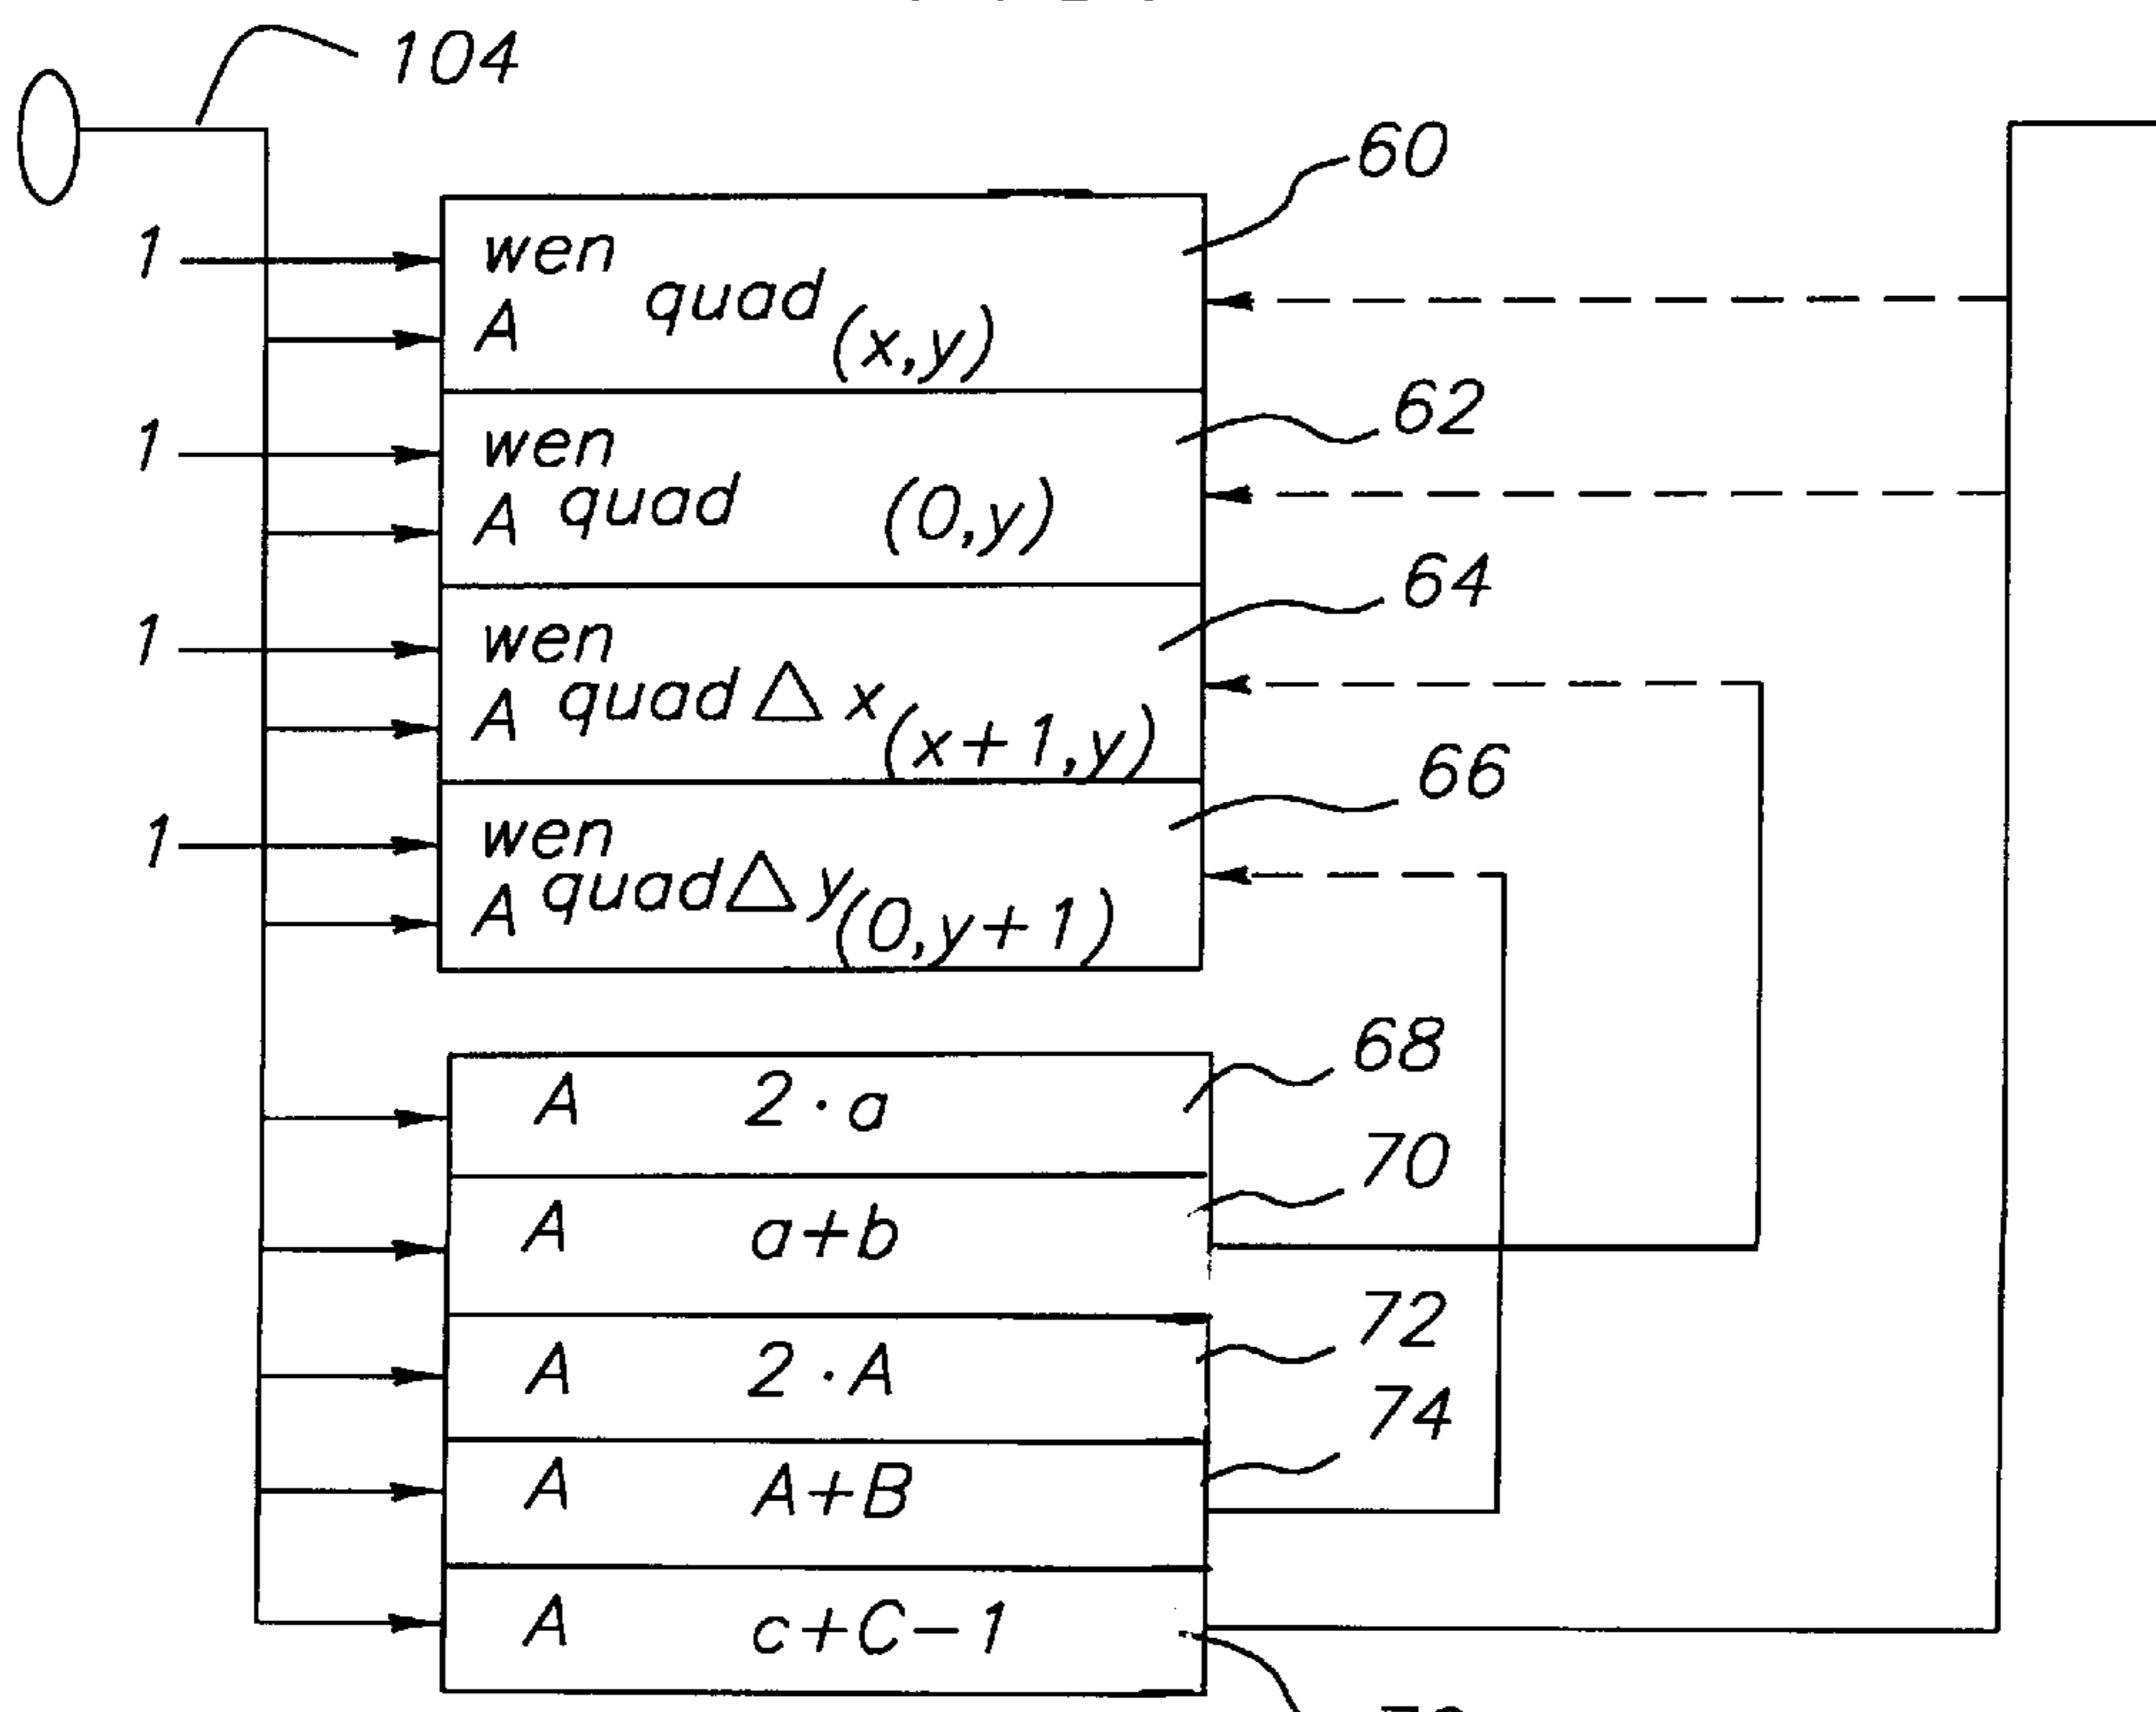 104
60
1 wen
quad
A (x,y)
62
1 wen
A quad (0,y)
64
1 wen
A quad △ x (x+1,y)
66
1 wen
A quad △ y (0,y+1)
68
A 2·a
70
A a+b
72
A 2·A
74
A A+B
A c+C−1